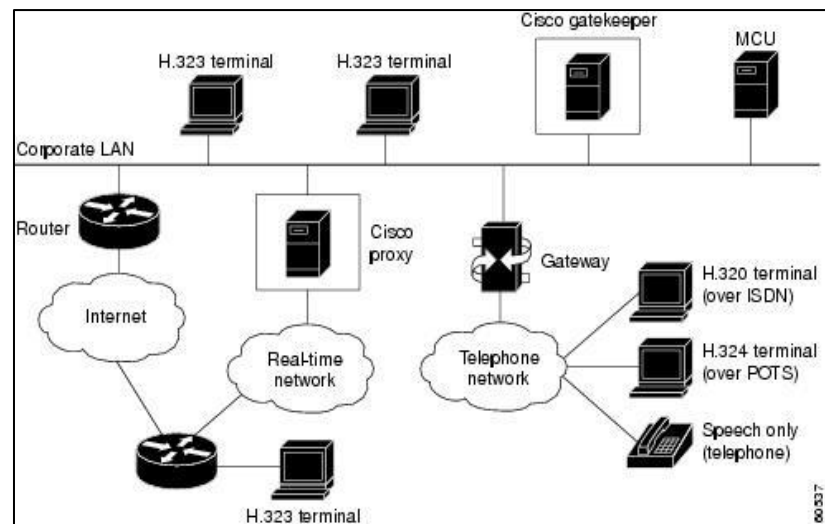 Cisco gatekeeper
MCU
H.323 terminal
H.323 terminal
Corporate LAN
Router
Cisco
proxy
Gateway
H.320 terminal
(over ISDN)
Internet
Real-time
network
Telephone
network
H.324 terminal
(over POTS)
Speech only
(telephone)
H.323 terminal
60537